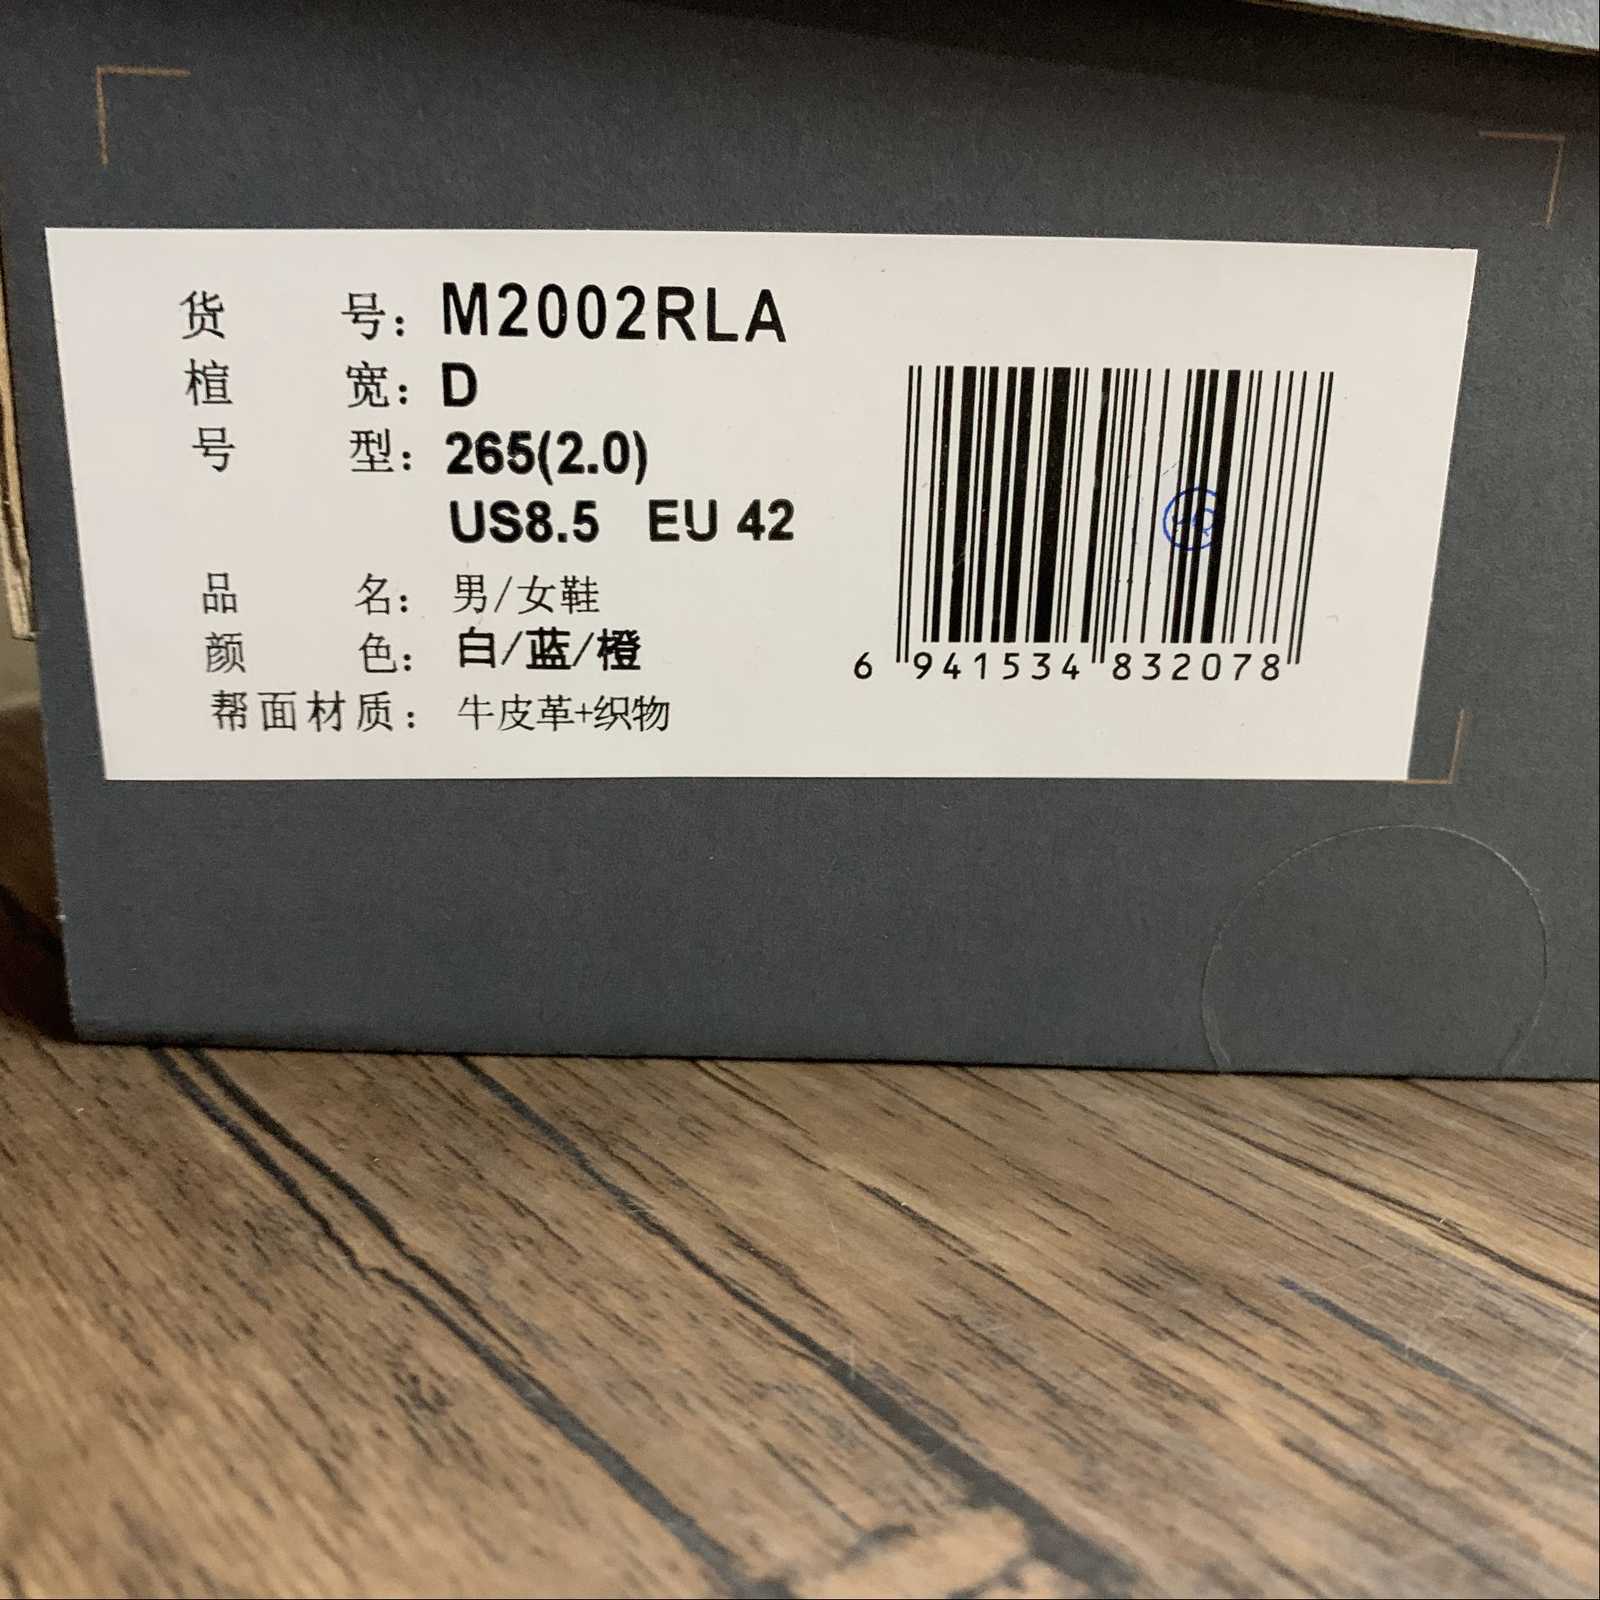 货号：M2002RLA
楦宽：D
号型：265(2.0)
US8.5 EU 42
品名：男/女鞋
颜色：白/蓝/橙
帮面材质：牛皮革+织物
6 941534 832078